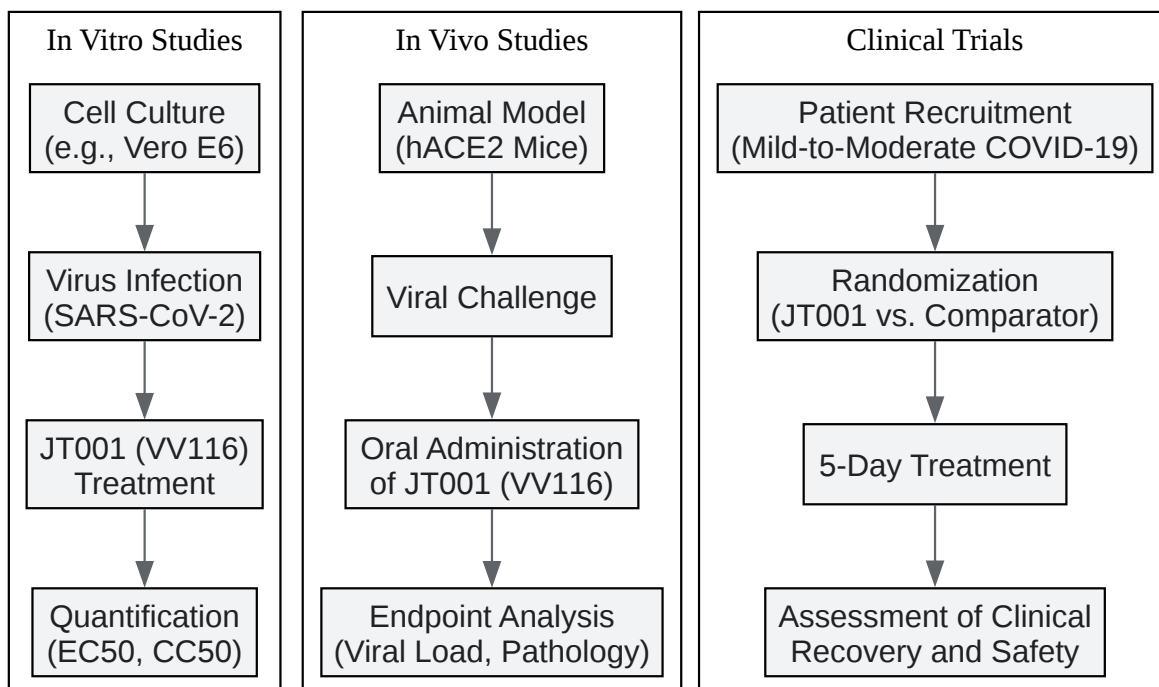 In Vitro Studies
Cell Culture
(e.g., Vero E6)
Virus Infection
(SARS-CoV-2)
JT001 (VV116)
Treatment
Quantification
(EC50, CC50)
In Vivo Studies
Animal Model
(hACE2 Mice)
Viral Challenge
Oral Administration
of JT001 (VV116)
Endpoint Analysis
(Viral Load, Pathology)
Clinical Trials
Patient Recruitment
(Mild-to-Moderate COVID-19)
Randomization
(JT001 vs. Comparator)
5-Day Treatment
Assessment of Clinical
Recovery and Safety